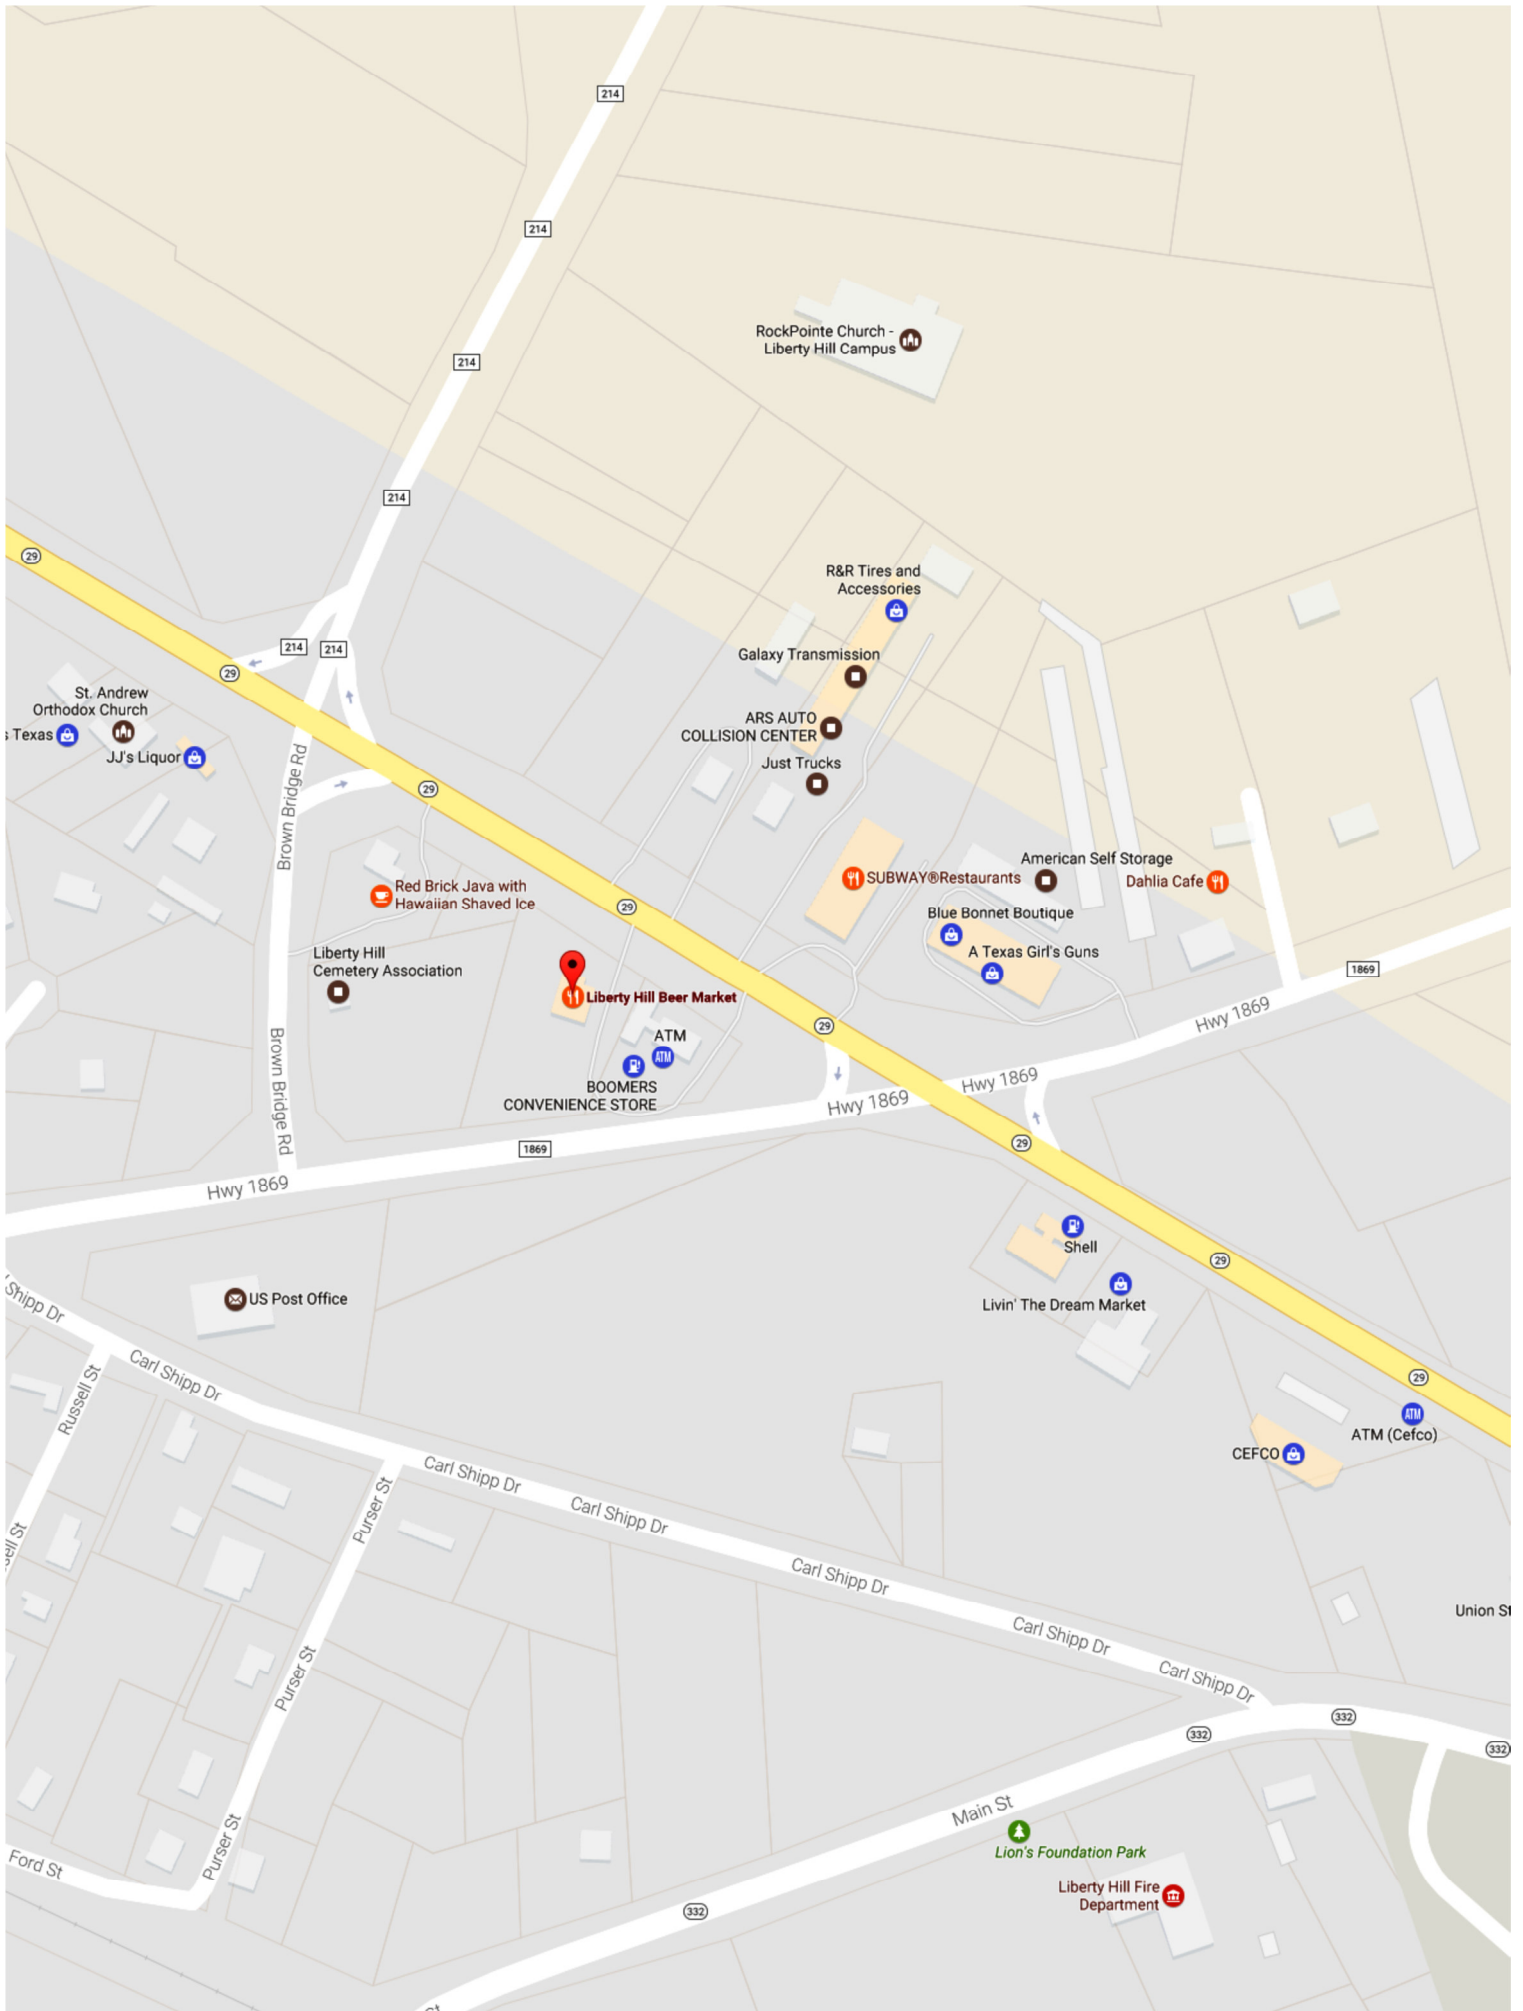 214
214
RockPointe Church -
Liberty Hill Campus
214
214
29
R&R Tires and
Accessories
214
214
Galaxy Transmission
29
St. Andrew
Orthodox Church
s Texas
JJ's Liquor
ARS AUTO
COLLISION CENTER
Just Trucks
Brown Bridge Rd
29
Red Brick Java with
Hawaiian Shaved Ice
29
SUBWAY®Restaurants
American Self Storage
Dahlia Cafe
Blue Bonnet Boutique
A Texas Girl's Guns
Liberty Hill
Cemetery Association
1869
Liberty Hill Beer Market
Hwy 1869
29
ATM
ATM
BOOMERS
CONVENIENCE STORE
Hwy 1869
Hwy 1869
Brown Bridge Rd
1869
29
Hwy 1869
Shell
29
US Post Office
Livin' The Dream Market
Shipp Dr
Carl Shipp Dr
Russell St
29
ATM
ATM (Cefco)
CEFCO
Carl Shipp Dr
Purser St
Carl Shipp Dr
sell St
Carl Shipp Dr
Union St
Carl Shipp Dr
Purser St
Carl Shipp Dr
332
332
332
Main St
Lion's Foundation Park
Purser St
Ford St
Liberty Hill Fire
Department
332
St